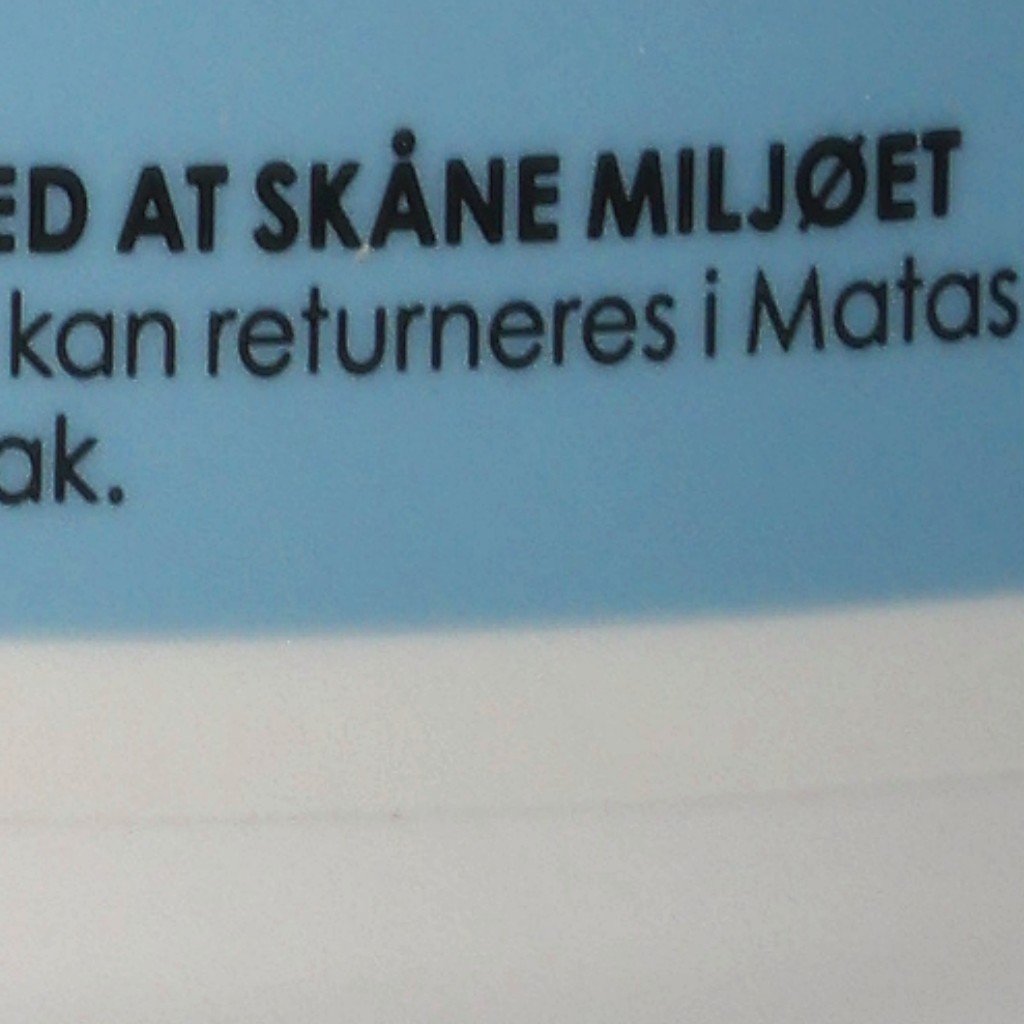 ED AT SKÅNE MILJØET
kan returneres i Matas
ak.